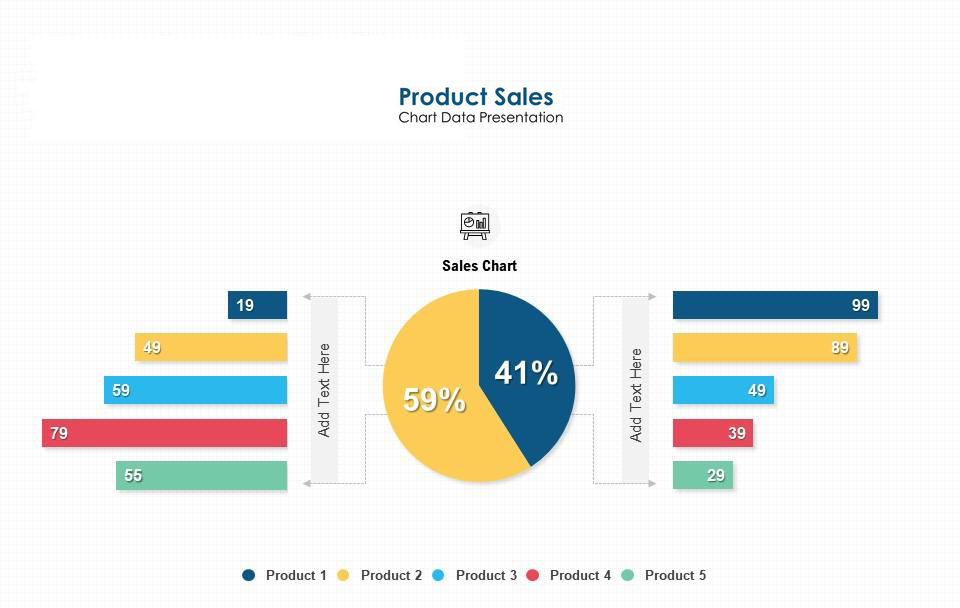 Product Sales
Chart Data Presentation
Sales Chart
19
49
59
79
55
Add Text Here
59%
41%
Add Text Here
99
89
49
39
29
Product 1
Product 2
Product 3
Product 4
Product 5